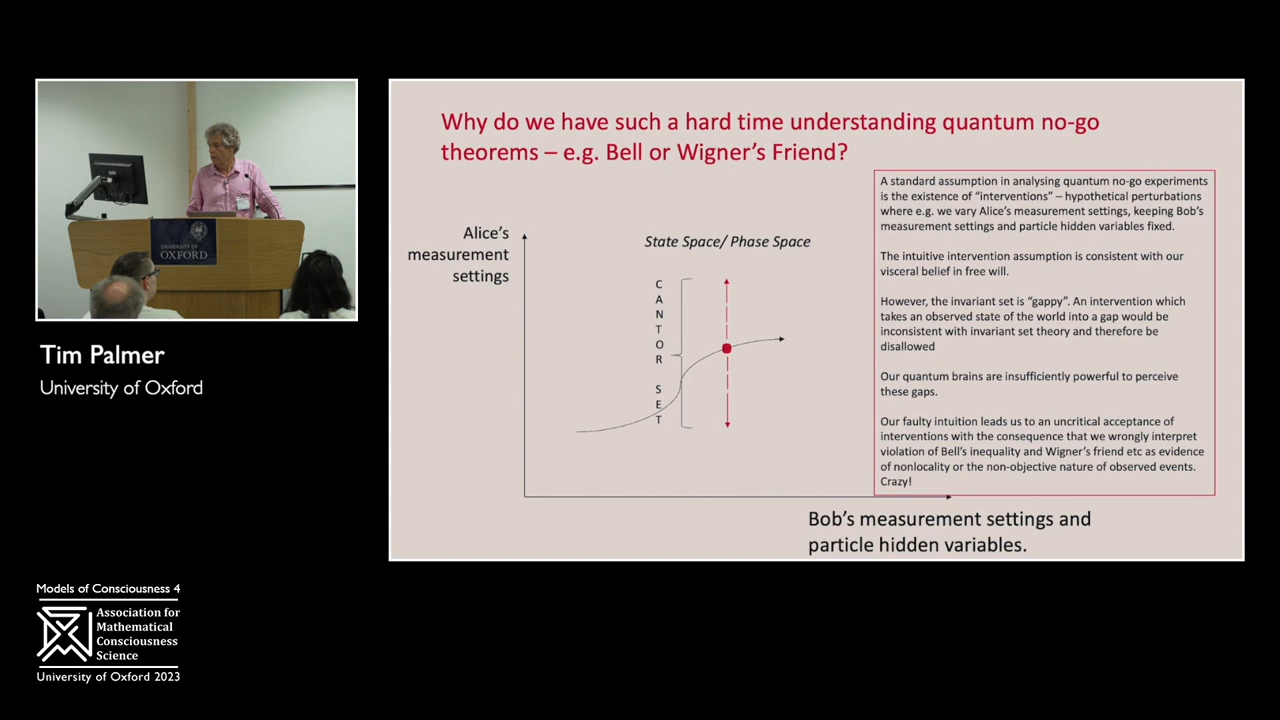 Why do we have such a hard time understanding quantum no-go
theorems – e.g. Bell or Wigner's Friend?
A standard assumption in analysing quantum no-go experiments
is the existence of "interventions" – hypothetical perturbations
where e.g. we vary Alice's measurement settings, keeping Bob's
measurement settings and particle hidden variables fixed.
The intuitive intervention assumption is consistent with our
visceral belief in free will.
However, the invariant set is "gappy". An intervention which
takes an observed state of the world into a gap would be
inconsistent with invariant set theory and therefore be
disallowed
Our quantum brains are insufficiently powerful to perceive
these gaps.
Our faulty intuition leads us to an uncritical acceptance of
interventions with the consequence that we wrongly interpret
violation of Bell's inequality and Wigner's friend etc as evidence
of nonlocality or the non-objective nature of observed events.
Crazy!
Alice's
measurement
settings
State Space/ Phase Space
C
A
N
T
O
R
S
E
T
Bob's measurement settings and
particle hidden variables.
UNIVERSITY OF
OXFORD
Tim Palmer
University of Oxford
Models of Consciousness 4
Association for
Mathematical
Consciousness
Science
University of Oxford 2023